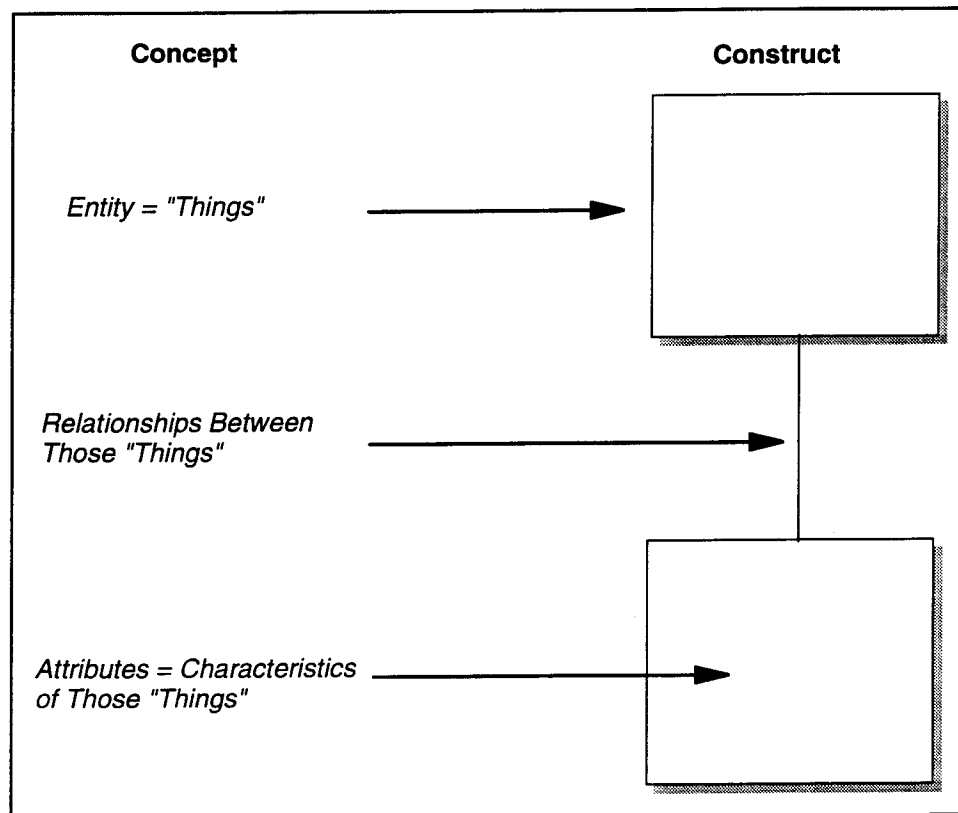 Concept
Construct
Entity = "Things"
Relationships Between
Those "Things"
Attributes = Characteristics
of Those "Things"